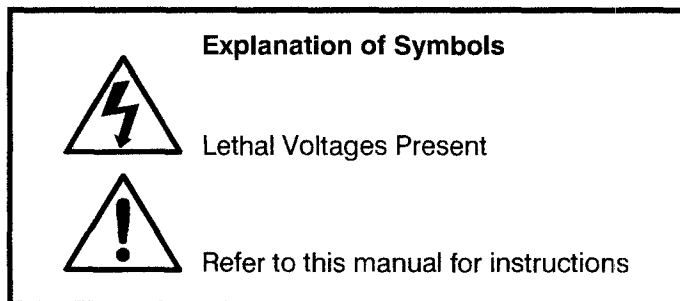 Explanation of Symbols
Lethal Voltages Present
Refer to this manual for instructions